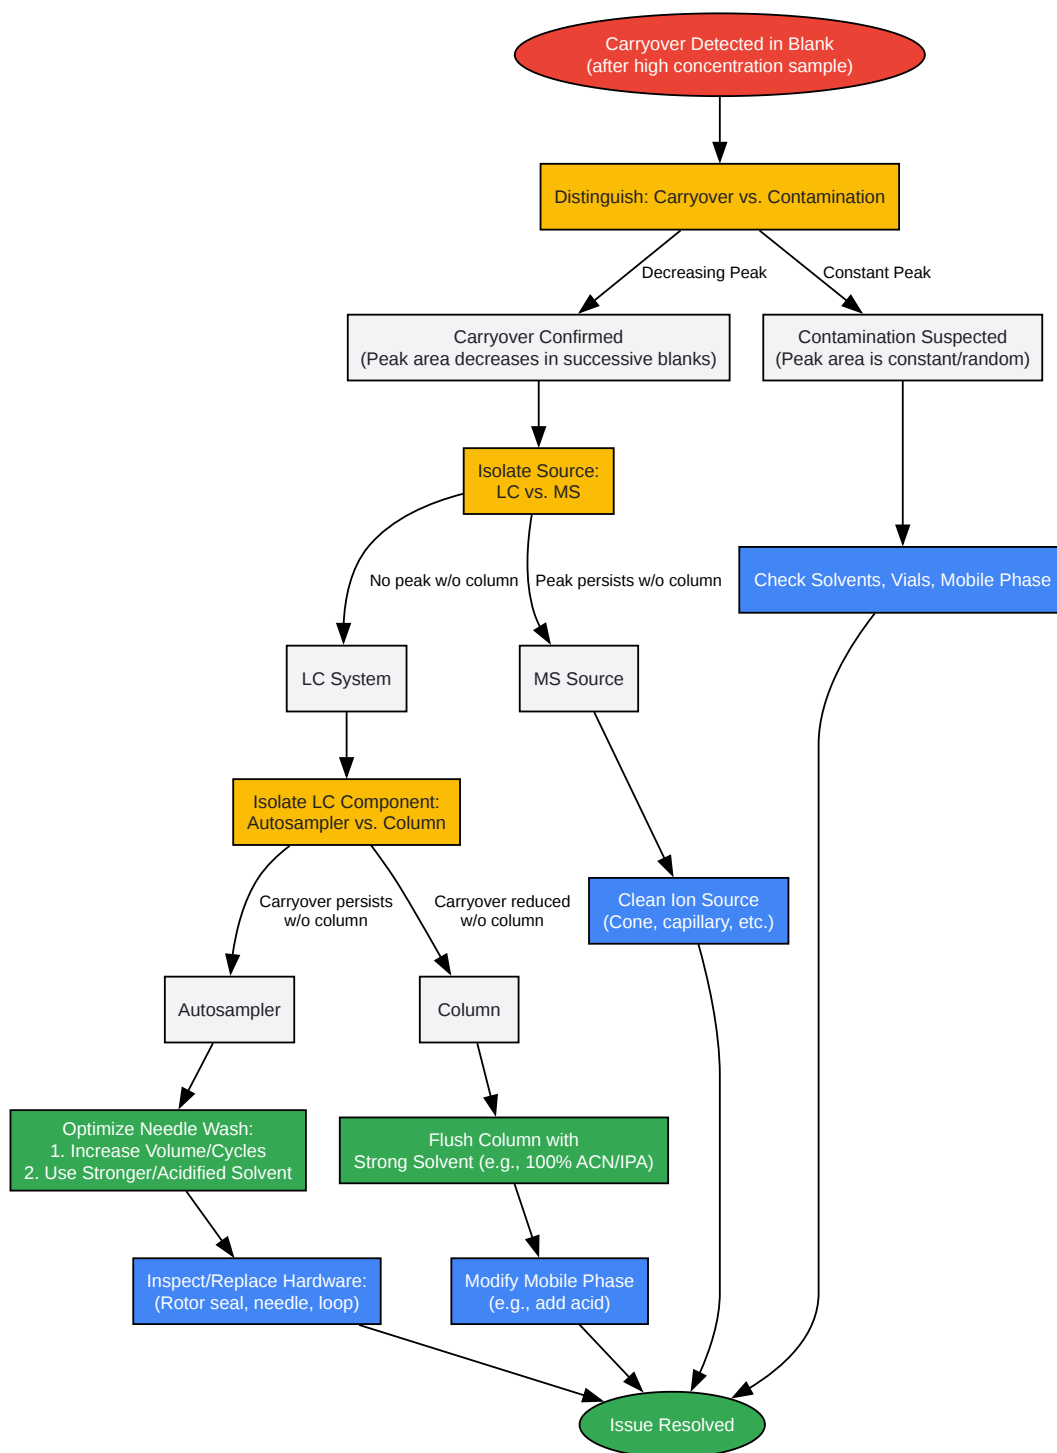 Carryover Detected in Blank
(after high concentration sample)
Distinguish: Carryover vs. Contamination
Decreasing Peak
Constant Peak
Carryover Confirmed
(Peak area decreases in successive blanks)
Contamination Suspected
(Peak area is constant/random)
Isolate Source:
LC vs. MS
No peak w/o column
Peak persists w/o column
Check Solvents, Vials, Mobile Phase
LC System
MS Source
Isolate LC Component:
Autosampler vs. Column
Carryover persists
w/o column
Carryover reduced
w/o column
Clean Ion Source
(Cone, capillary, etc.)
Autosampler
Column
Optimize Needle Wash:
1. Increase Volume/Cycles
2. Use Stronger/Acidified Solvent
Flush Column with
Strong Solvent (e.g., 100% ACN/IPA)
Inspect/Replace Hardware:
(Rotor seal, needle, loop)
Modify Mobile Phase
(e.g., add acid)
Issue Resolved